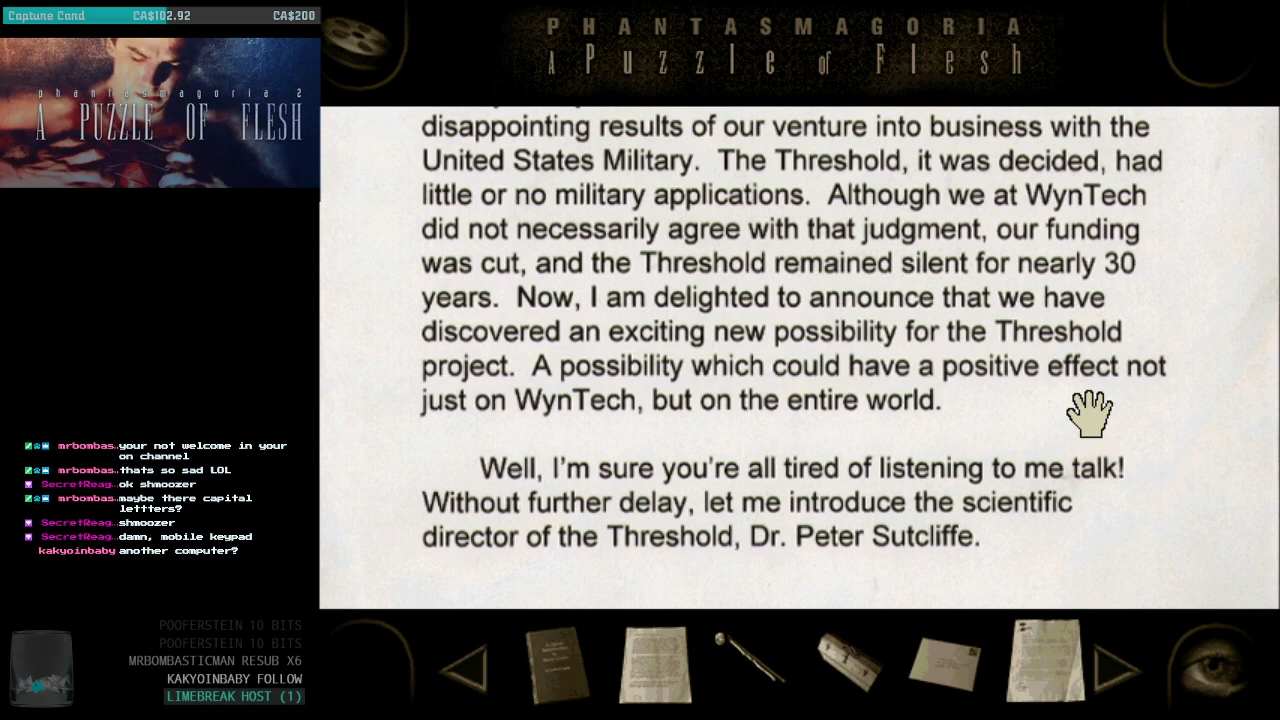 Capture Card CA$102.92 CA$200
PHANTASMAGORIA
A Puzzle of Flesh
phantasmagoria 2
A PUZZLE OF FLESH
disappointing results of our venture into business with the
United States Military. The Threshold, it was decided, had
little or no military applications. Although we at WynTech
did not necessarily agree with that judgment, our funding
was cut, and the Threshold remained silent for nearly 30
years. Now, I am delighted to announce that we have
discovered an exciting new possibility for the Threshold
project. A possibility which could have a positive effect not
just on WynTech, but on the entire world.
Well, I'm sure you're all tired of listening to me talk!
Without further delay, let me introduce the scientific
director of the Threshold, Dr. Peter Sutcliffe.
mrbombas.. your not welcome in your
on channel
mrbombas.. thats so sad LOL
SecretReag.. ok shmoozer
mrbombas.. maybe there capital
lettters?
SecretReag.. shmoozer
SecretReag.. damn, mobile keypad
kakyoinbaby another computer?
POOFERSTEIN 10 BITS
POOFERSTEIN 10 BITS
MRBOMBASTICMAN RESUB X6
KAKYOINBABY FOLLOW
LIMEBREAK HOST (1)